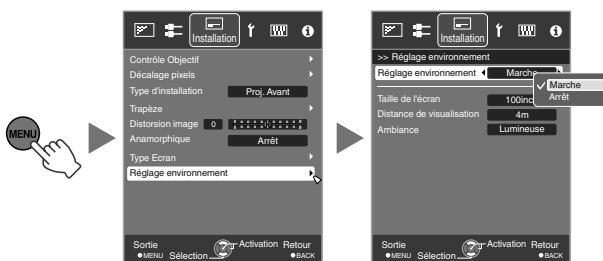 MENU
Installation
Contrôle Objectif
Décalage pixels
Type d'installation Proj. Avant
Trapèze
Distorsion image 0
Anamorphique Arrêt
Type Ecran
Réglage environnement
Sortie Activation Retour
MENU Sélection BACK
Installation
>> Réglage environnement
Réglage environnement Marche
Marche
Arrêt
Taille de l'écran 100inc
Distance de visualisation 4m
Ambiance Lumineuse
Sortie Activation Retour
MENU Sélection BACK